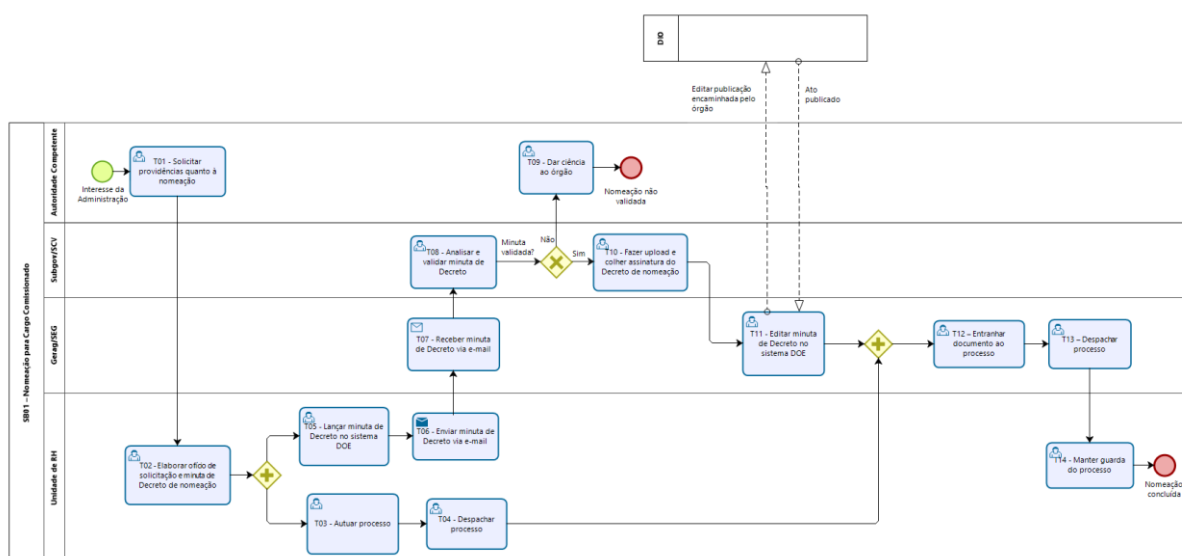 DIO
Editar publicação
encaminhada pelo
órgão
Ato
publicado
SB01 – Nomeação para Cargo Comissionado
Autoridade Competente
Interesse da
Administração
T01 - Solicitar
providências quanto à
nomeação
T09 - Dar ciência
ao órgão
Nomeação não
validada
Subgov/SCV
T08 - Analisar e
validar minuta de
Decreto
Minuta
validada?
Não
Sim
T10 - Fazer upload e
colher assinatura do
Decreto de nomeação
Gerag/SEG
T07 - Receber minuta
de Decreto via e-mail
T11 - Editar minuta
de Decreto no
sistema DOE
T12 – Entranhar
documento ao
processo
T13 – Despachar
processo
Unidade de RH
T02 - Elaborar ofício de
solicitação e minuta de
Decreto de nomeação
T05 - Lançar minuta de
Decreto no sistema
DOE
T06 - Enviar minuta de
Decreto via e-mail
T03 - Autuar processo
T04 - Despachar
processo
T14 - Manter guarda
do processo
Nomeação
concluída